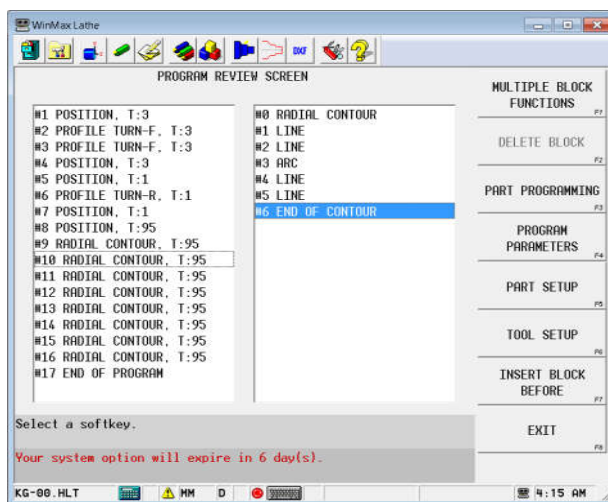 WinMax Lathe
DXF
PROGRAM REVIEW SCREEN
#1 POSITION, T:3
#2 PROFILE TURN-F, T:3
#3 PROFILE TURN-F, T:3
#4 POSITION, T:3
#5 POSITION, T:1
#6 PROFILE TURN-R, T:1
#7 POSITION, T:1
#8 POSITION, T:95
#9 RADIAL CONTOUR, T:95
#10 RADIAL CONTOUR, T:95
#11 RADIAL CONTOUR, T:95
#12 RADIAL CONTOUR, T:95
#13 RADIAL CONTOUR, T:95
#14 RADIAL CONTOUR, T:95
#15 RADIAL CONTOUR, T:95
#16 RADIAL CONTOUR, T:95
#17 END OF PROGRAM
#0 RADIAL CONTOUR
#1 LINE
#2 LINE
#3 ARC
#4 LINE
#5 LINE
#6 END OF CONTOUR
MULTIPLE BLOCK
FUNCTIONS
F1
DELETE BLOCK
F2
PART PROGRAMMING
F3
PROGRAM
PARAMETERS
F4
PART SETUP
F5
TOOL SETUP
F6
INSERT BLOCK
BEFORE
F7
EXIT
F8
Select a softkey.
Your system option will expire in 6 day(s).
KG-00.HLT MM D 4:15 AM